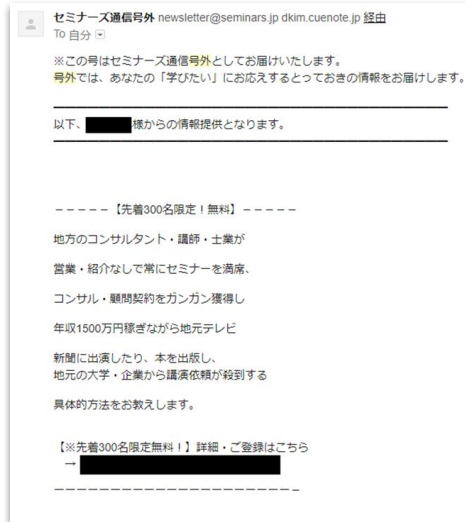 セミナーズ通信号外 newsletter@seminars.jp dkim.cuenote.jp 経由
To 自分
※この号はセミナーズ通信号外としてお届けいたします。
号外では、あなたの「学びたい」にお応えするとっておきの情報をお届けします。
以下、様からの情報提供となります。
－－－－－【先着300名限定！無料】－－－－－
地方のコンサルタント・講師・士業が
営業・紹介なしで常にセミナーを満席、
コンサル・顧問契約をガンガン獲得し
年収1500万円稼ぎながら地元テレビ
新聞に出演したり、本を出版し、
地元の大学・企業から講演依頼が殺到する
具体的方法をお教えします。
【※先着300名限定無料！】詳細・ご登録はこちら
→
－－－－－－－－－－－－－－－－－－－－－－－